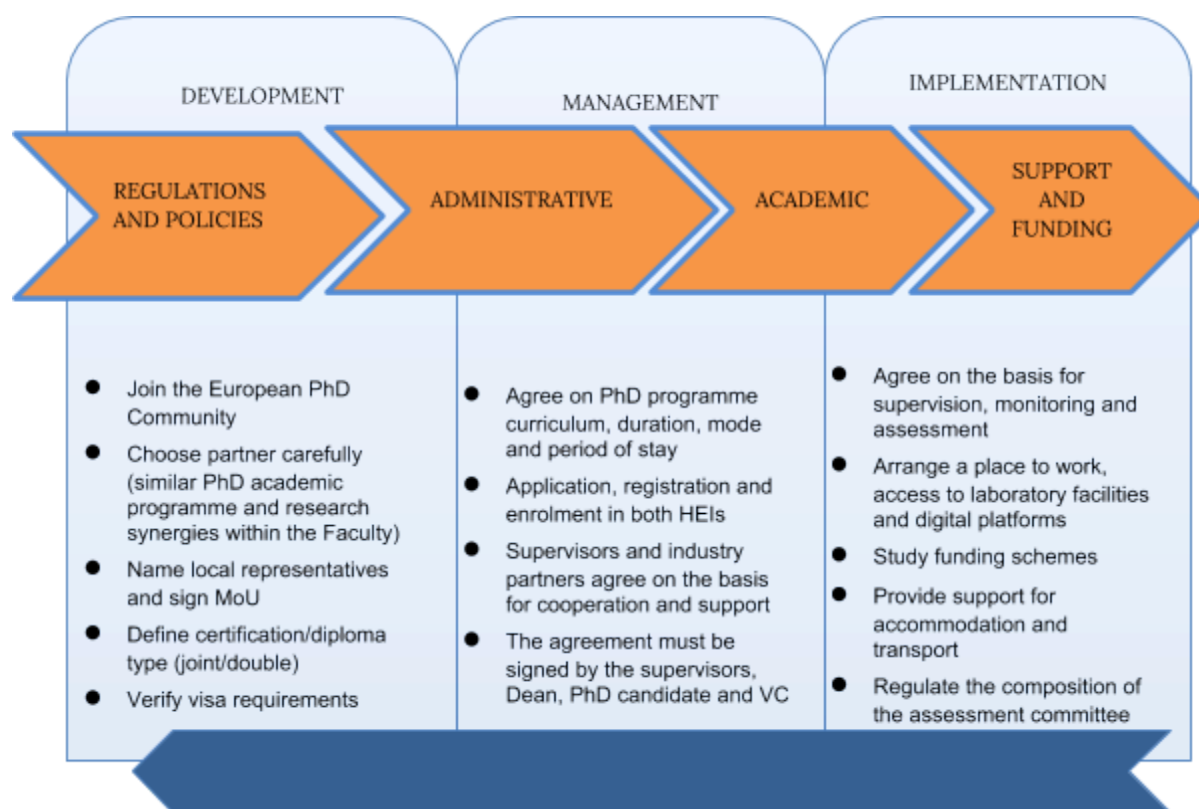 DEVELOPMENT
MANAGEMENT
IMPLEMENTATION
REGULATIONS
AND POLICIES
ADMINISTRATIVE
ACADEMIC
SUPPORT
AND
FUNDING
● Join the European PhD
Community
● Choose partner carefully
(similar PhD academic
programme and research
synergies within the Faculty)
● Name local representatives
and sign MoU
● Define certification/diploma
type (joint/double)
● Verify visa requirements
● Agree on PhD programme
curriculum, duration, mode
and period of stay
● Application, registration and
enrolment in both HEIs
● Supervisors and industry
partners agree on the basis
for cooperation and support
● The agreement must be
signed by the supervisors,
Dean, PhD candidate and VC
● Agree on the basis for
supervision, monitoring and
assessment
● Arrange a place to work,
access to laboratory facilities
and digital platforms
● Study funding schemes
● Provide support for
accommodation and
transport
● Regulate the composition of
the assessment committee